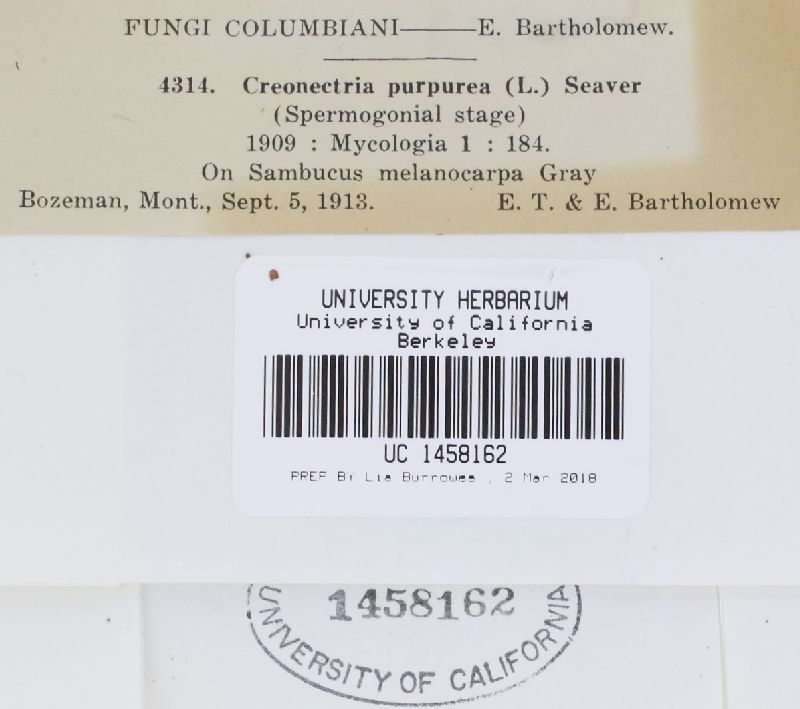 FUNGI COLUMBIANI——E. Bartholomew.
4314. Creonectria purpurea (L.) Seaver
(Spermogonial stage)
1909 : Mycologia 1 : 184.
On Sambucus melanocarpa Gray
Bozeman, Mont., Sept. 5, 1913. E. T. & E. Bartholomew
UNIVERSITY HERBARIUM
University of California
Berkeley
UC 1458162
PREP BY Lia Burrowes , 2 Mar 2018
1458162
UNIVERSITY OF CALIFORNIA